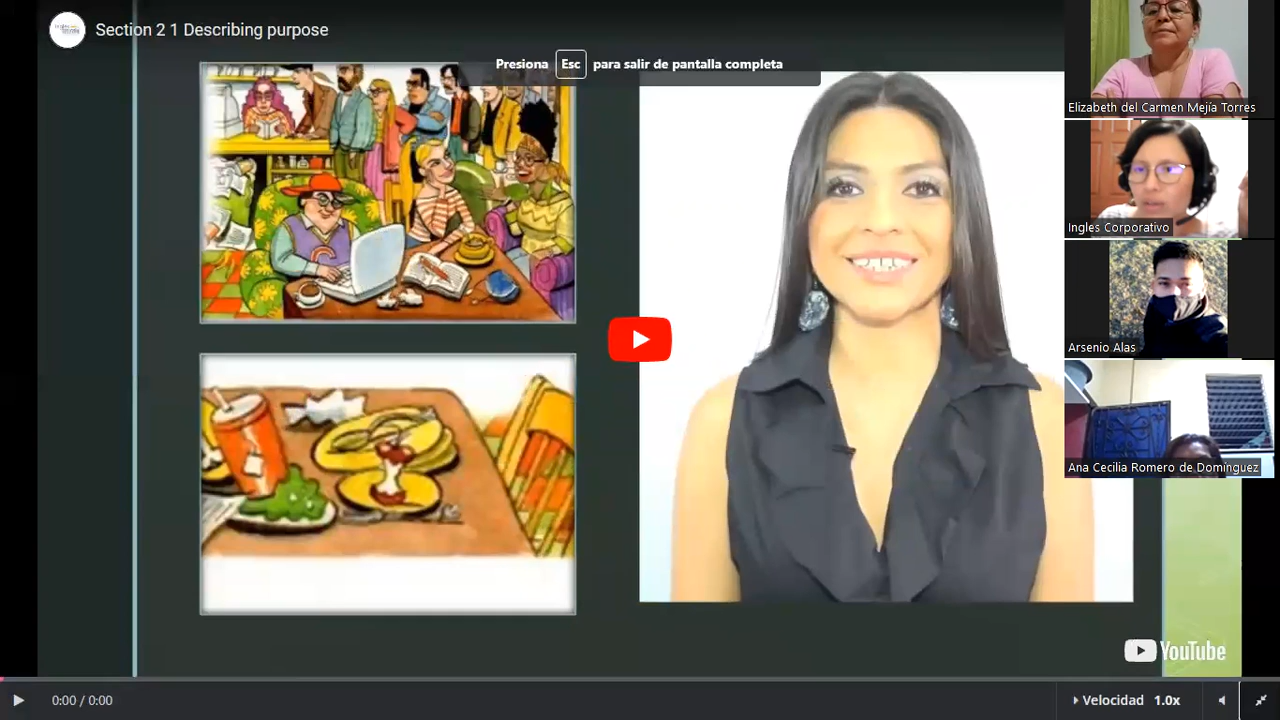 Section 2 1 Describing purpose
Presiona Esc para salir de pantalla completa
Elizabeth del Carmen Mejía Torres
Ingles Corporativo
Arsenio Alas
Ana Cecilia Romero de Domínguez
YouTube
0:00 / 0:00
Velocidad 1.0x